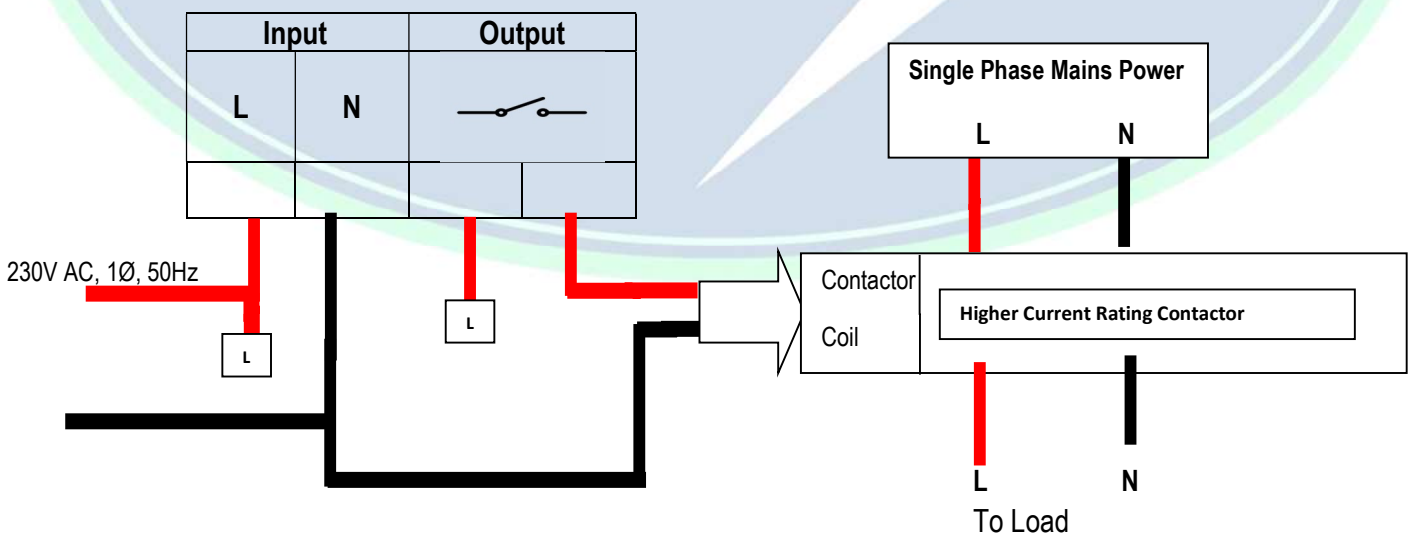 Input Output
L N
230V AC, 1Ø, 50Hz
L
L
Single Phase Mains Power
L N
Contactor
Coil
Higher Current Rating Contactor
L N
To Load